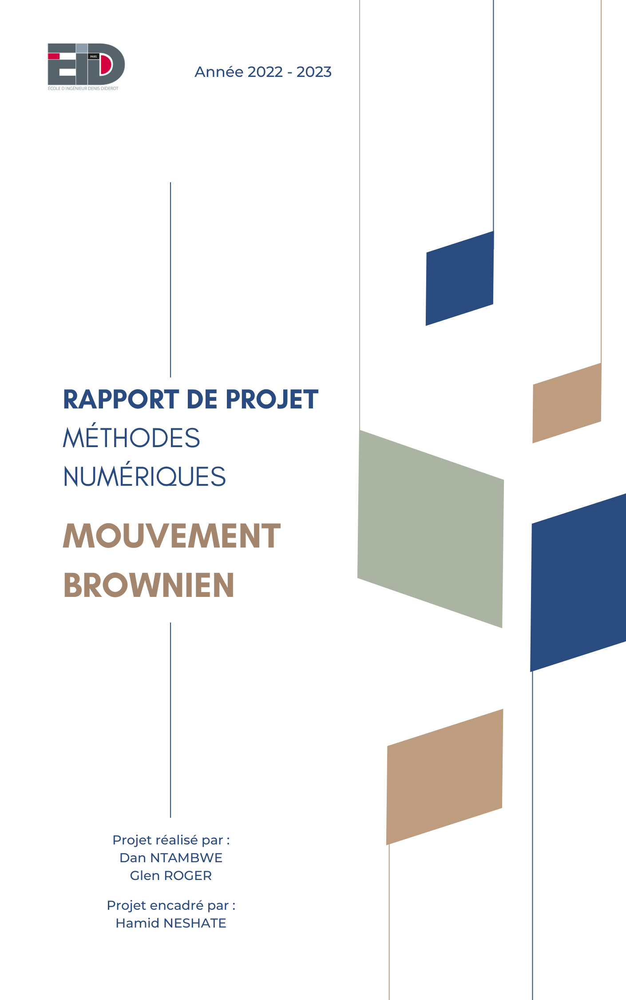 EID
PARIS
ÉCOLE D INGÉNIEUR DENIS DIDEROT
Année 2022 - 2023
RAPPORT DE PROJET
MÉTHODES
NUMÉRIQUES
MOUVEMENT
BROWNIEN
Projet réalisé par :
Dan NTAMBWE
Glen ROGER
Projet encadré par :
Hamid NESHATE